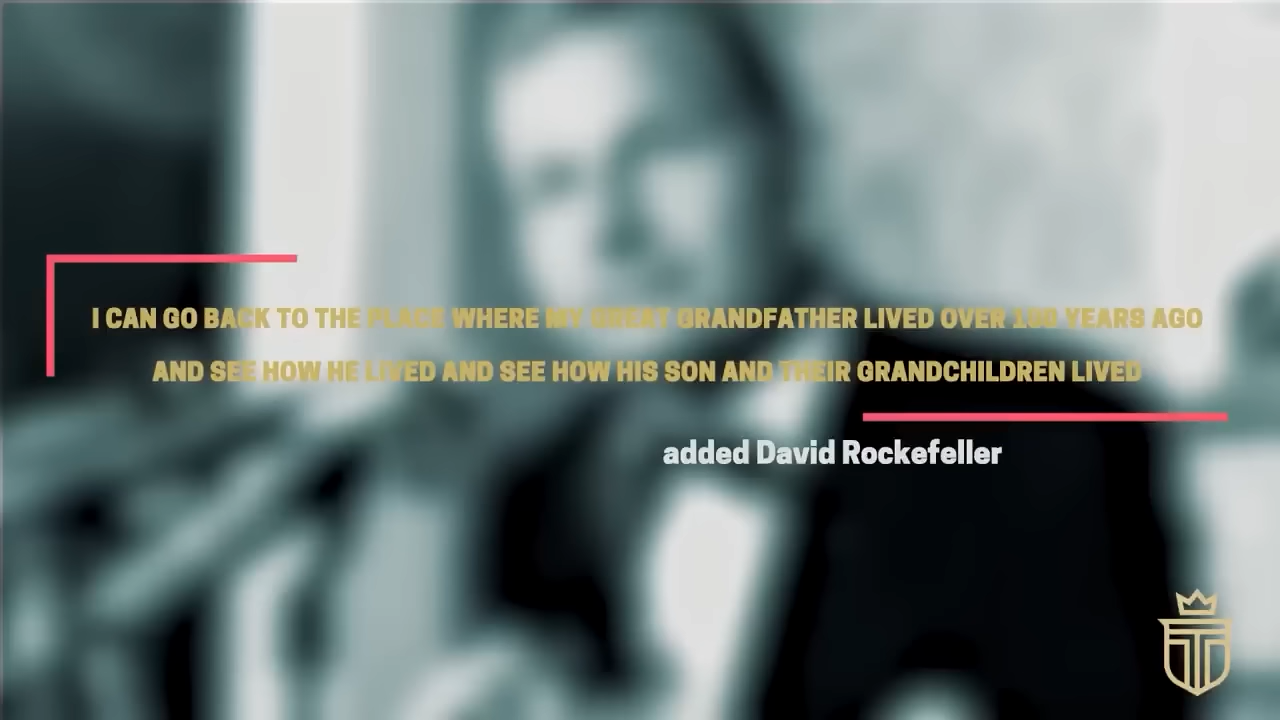 I CAN GO BACK TO THE PLACE WHERE MY GREAT GRANDFATHER LIVED OVER 100 YEARS AGO
AND SEE HOW HE LIVED AND SEE HOW HIS SON AND THEIR GRANDCHILDREN LIVED
added David Rockefeller